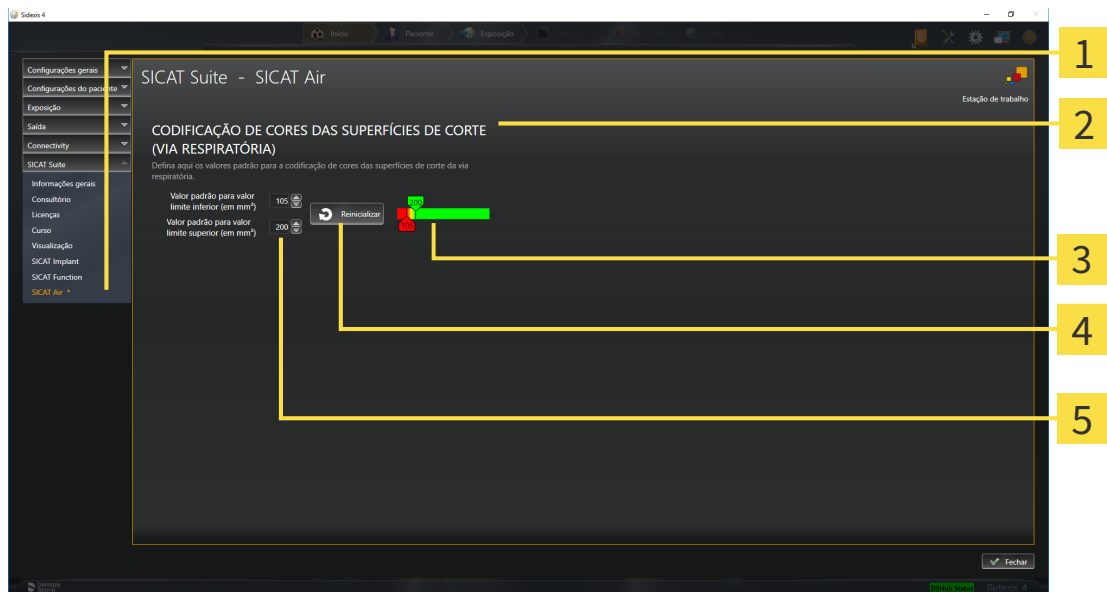 Sidexis 4
Início
Paciente
Exposição
1
Configurações gerais
Configurações do paciente
Exposição
Saída
Connectivity
SICAT Suite
Informações gerais
Consultório
Licenças
Curso
Visualização
SICAT Implant
SICAT Function
SICAT Air *
SICAT Suite - SICAT Air
Estação de trabalho
2
CODIFICAÇÃO DE CORES DAS SUPERFÍCIES DE CORTE
(VIA RESPIRATÓRIA)
Defina aqui os valores padrão para a codificação de cores das superfícies de corte da via
respiratória.
Valor padrão para valor
limite inferior (em mm²)
105
Reinicializar
200
Valor padrão para valor
limite superior (em mm²)
200
105
3
4
5
Fechar
Dentsply
Sirona
DSHub Status
Sidexis 4